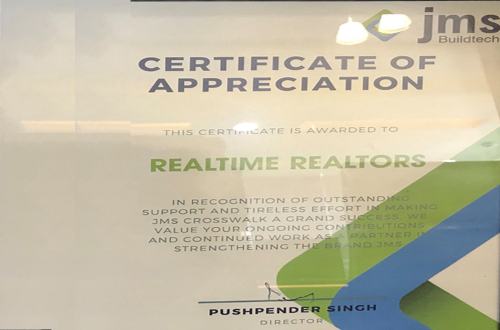 jms
Buildtech
CERTIFICATE OF
APPRECIATION
THIS CERTIFICATE IS AWARDED TO
REALTIME REALTORS
IN RECOGNITION OF OUTSTANDING
SUPPORT AND TIRELESS EFFORT IN MAKING
JMS CROSSWALK A GRAND SUCCESS. WE
VALUE YOUR ONGOING CONTRIBUTIONS
AND CONTINUED WORK AS A PARTNER IN
STRENGTHENING THE BRAND JMS
PUSHPENDER SINGH
DIRECTOR